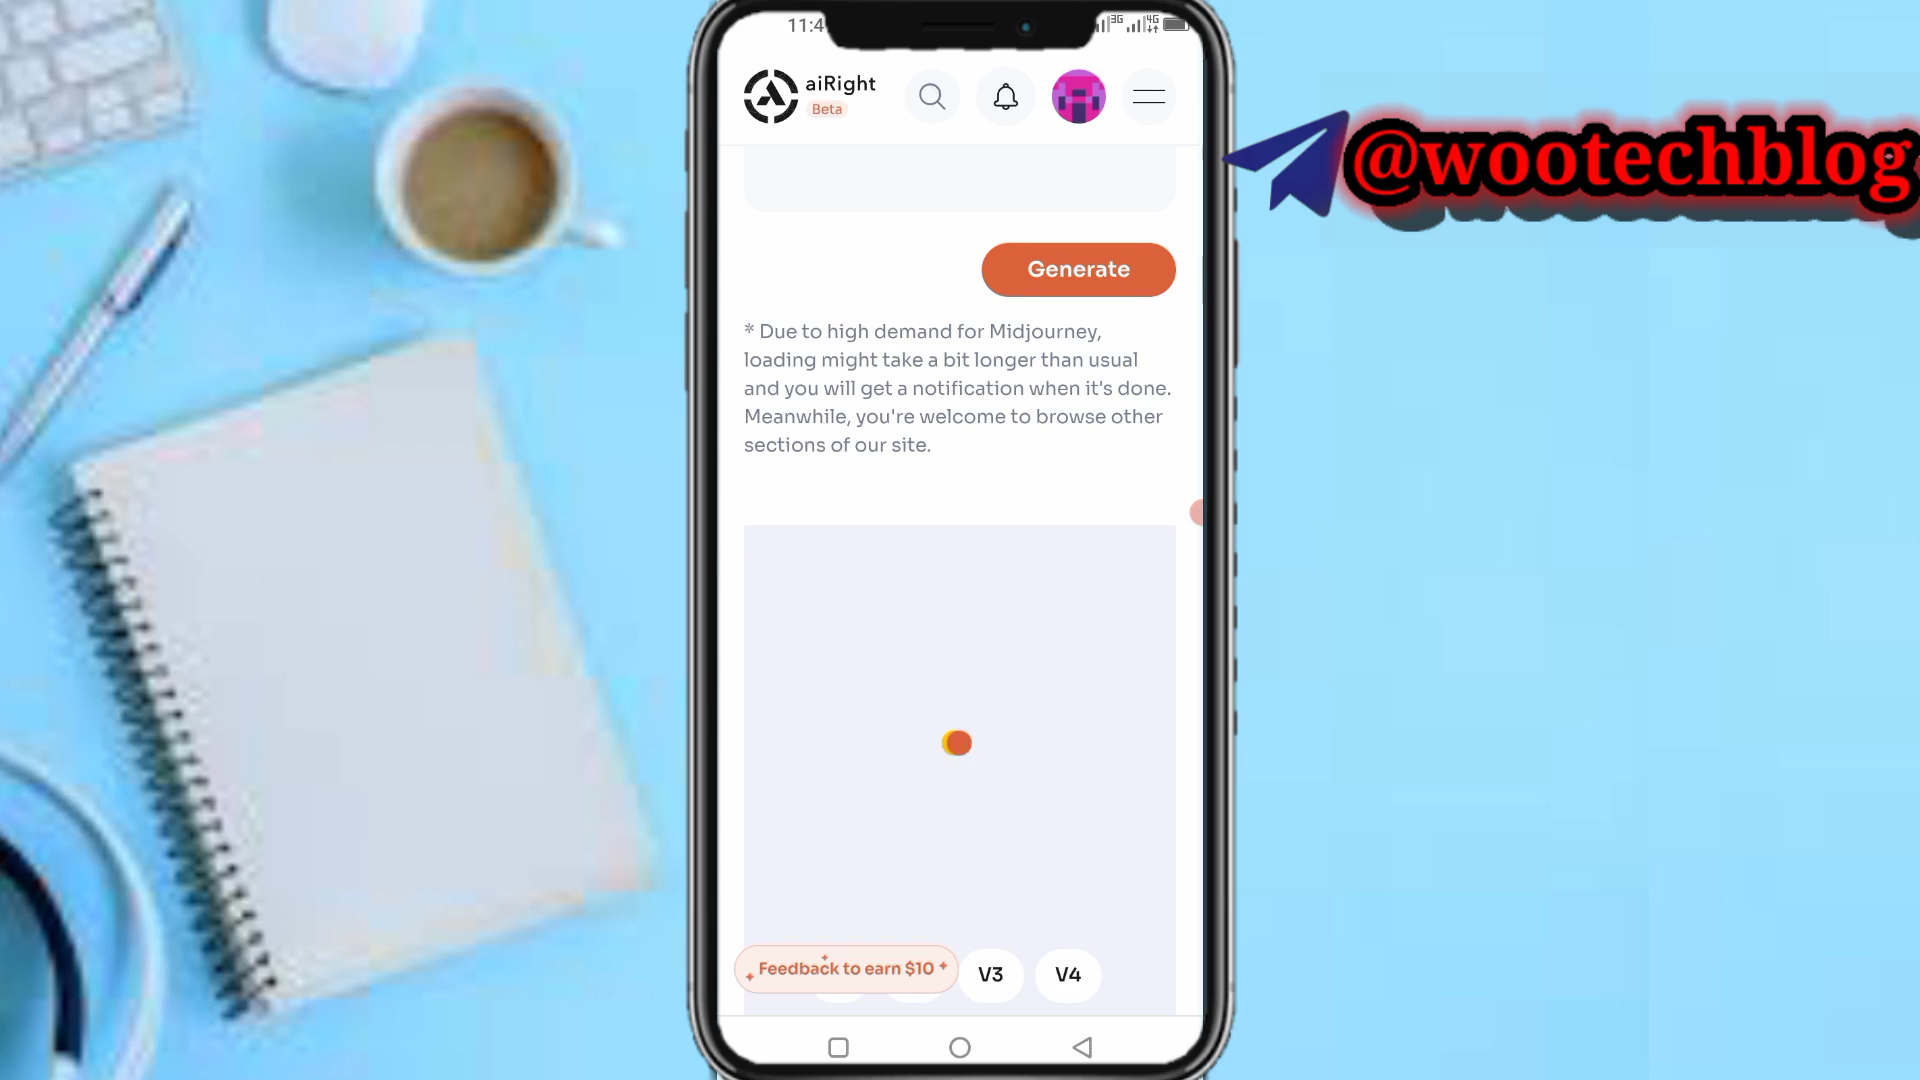 11:4
3G
4G
aiRight
Beta
@wootechblog
Generate
* Due to high demand for Midjourney,
loading might take a bit longer than usual
and you will get a notification when it's done.
Meanwhile, you're welcome to browse other
sections of our site.
Feedback to earn $10
V3
V4